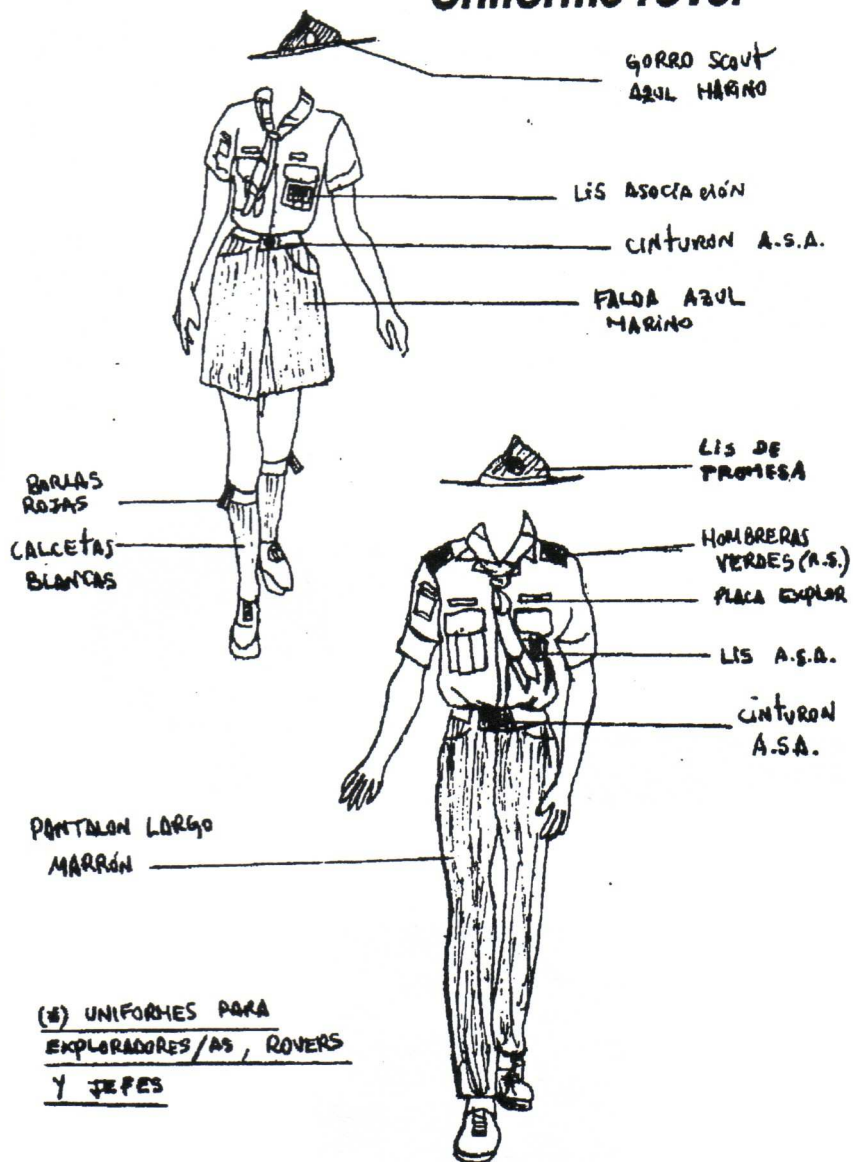 Uniforme rover
GORRO SCOUT
AZUL MARINO
LIS ASOCIACIÓN
CINTURON A.S.A.
FALDA AZUL
MARINO
BORLAS
ROJAS
CALCETAS
BLANCAS
LIS DE
PROMESA
HOMBRERAS
VERDES (R.S.)
PLACA EXPLOR
LIS A.S.A.
CINTURON
A.S.A.
PANTALON LARGO
MARRÓN
(*) UNIFORMES PARA
EXPLORADORES/AS, ROVERS
Y JEFES